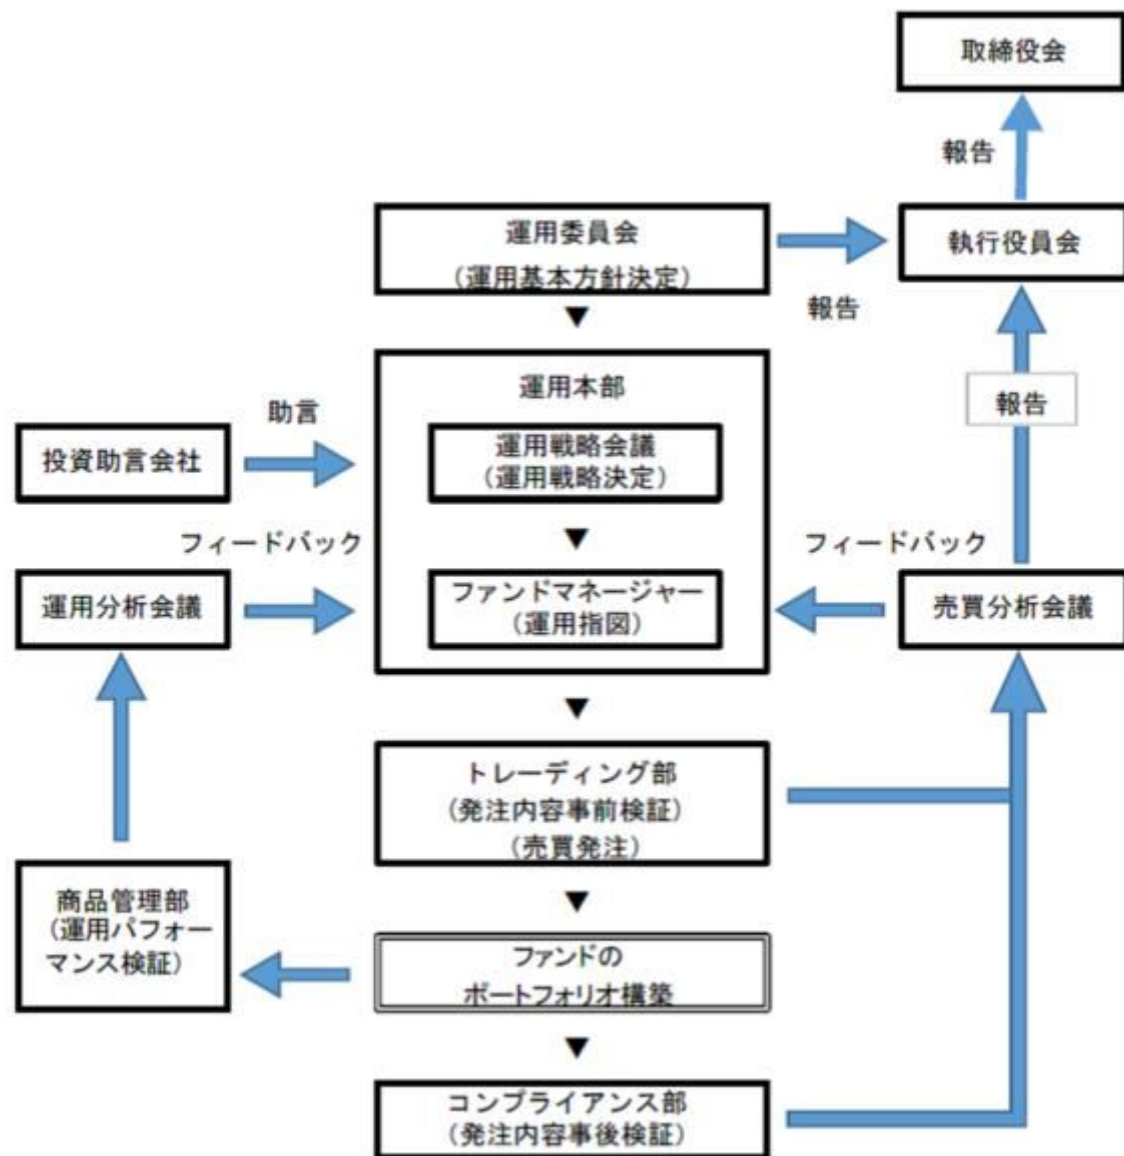 取締役会
報告
運用委員会
（運用基本方針決定）
執行役員会
報告
運用本部
報告
助言
投資助言会社
運用戦略会議
（運用戦略決定）
フィードバック
フィードバック
運用分析会議
ファンドマネージャー
（運用指図）
売買分析会議
トレーディング部
（発注内容事前検証）
（売買発注）
商品管理部
（運用パフォー
マンス検証）
ファンドの
ポートフォリオ構築
コンプライアンス部
（発注内容事後検証）